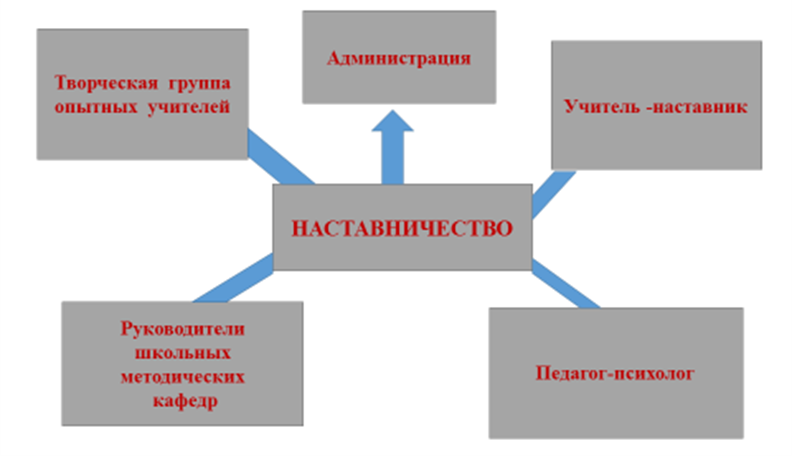 Администрация
Творческая группа
опытных учителей
Учитель -наставник
НАСТАВНИЧЕСТВО
Руководители
школьных
методических
кафедр
Педагог-психолог